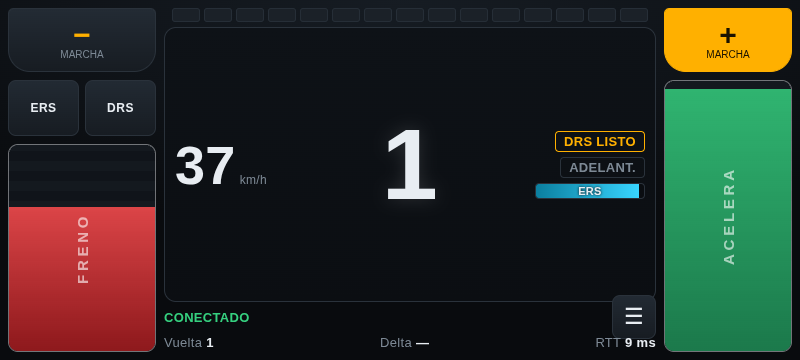 −
MARCHA
ERS
DRS
FRENO
37 km/h
1
DRS LISTO
ADELANT.
ERS
CONECTADO
☰
Vuelta 1
Delta —
RTT 9 ms
+
MARCHA
ACELERA